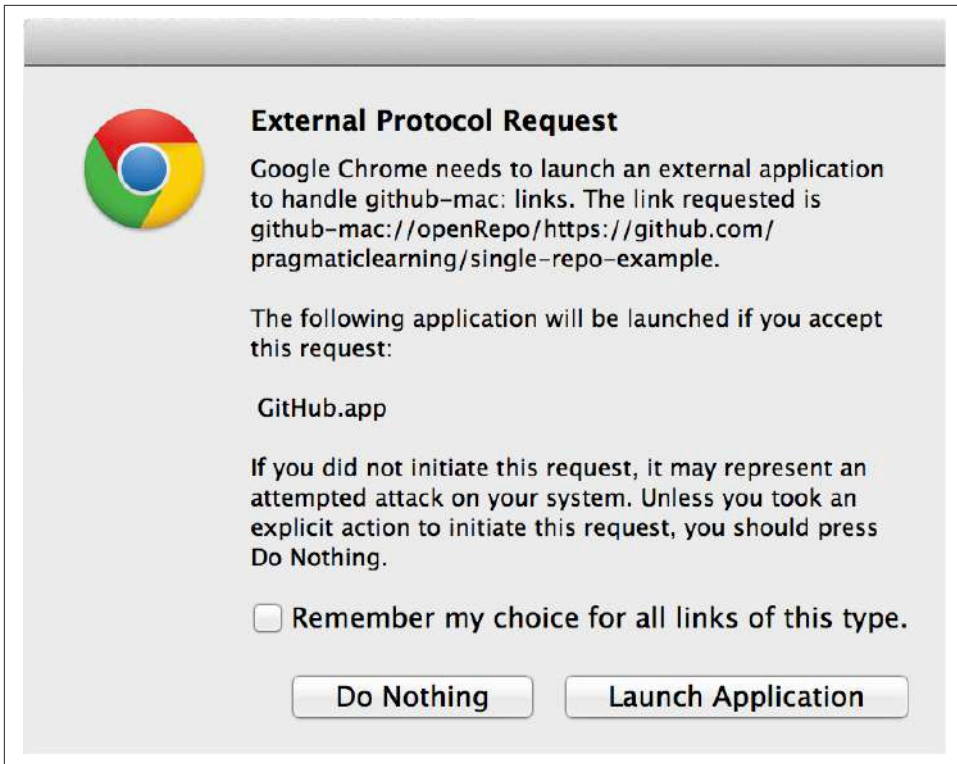 External Protocol Request
Google Chrome needs to launch an external application
to handle github-mac: links. The link requested is
github-mac://openRepo/https://github.com/
pragmaticlearning/single-repo-example.
The following application will be launched if you accept
this request:
GitHub.app
If you did not initiate this request, it may represent an
attempted attack on your system. Unless you took an
explicit action to initiate this request, you should press
Do Nothing.
Remember my choice for all links of this type.
Do Nothing Launch Application